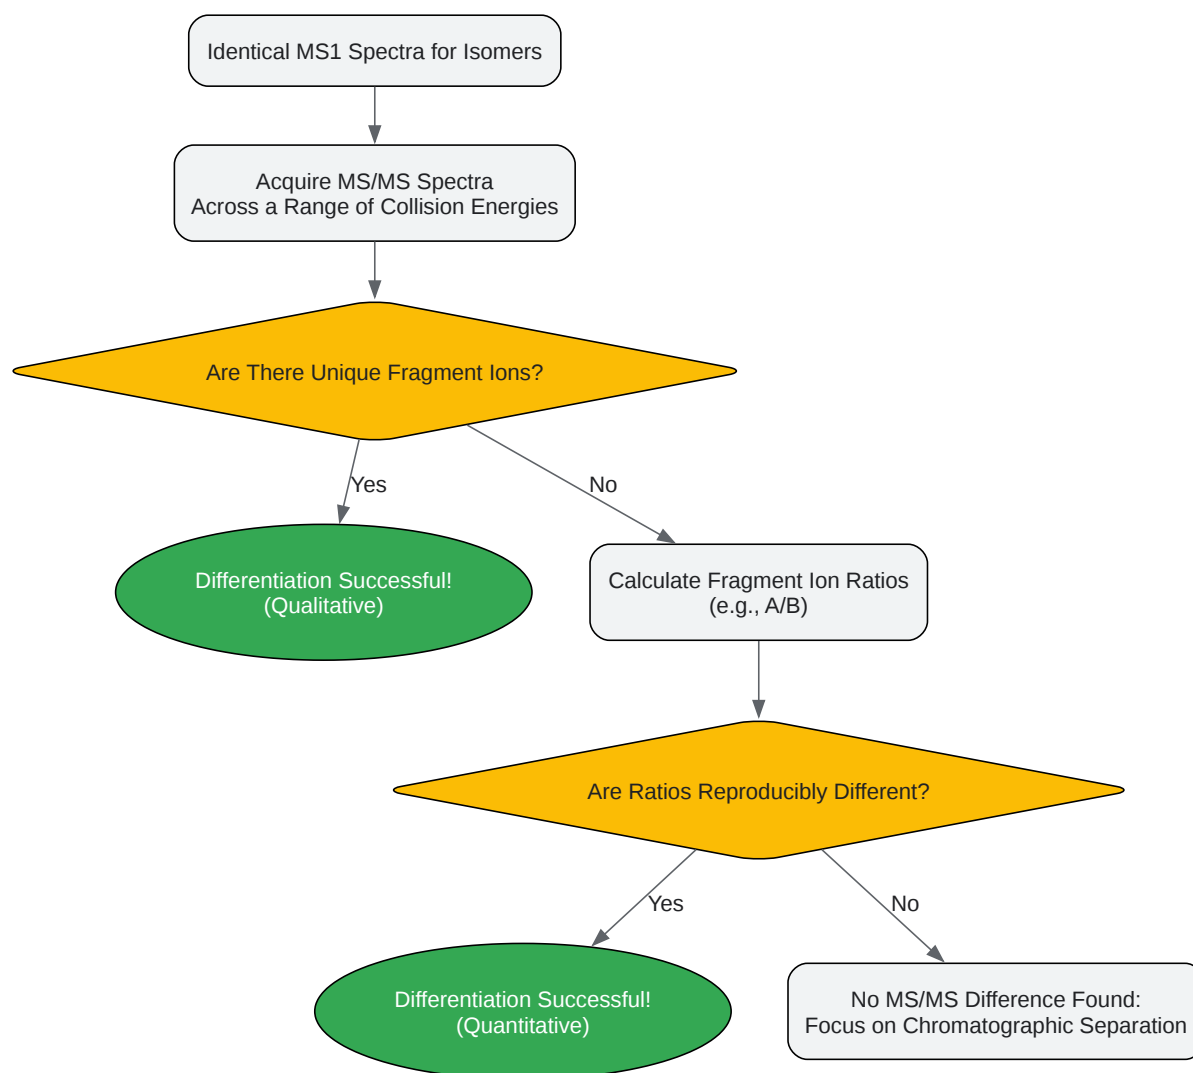 Identical MS1 Spectra for Isomers
Acquire MS/MS Spectra
Across a Range of Collision Energies
Are There Unique Fragment Ions?
Yes
No
Differentiation Successful!
(Qualitative)
Calculate Fragment Ion Ratios
(e.g., A/B)
Are Ratios Reproducibly Different?
Yes
No
Differentiation Successful!
(Quantitative)
No MS/MS Difference Found:
Focus on Chromatographic Separation